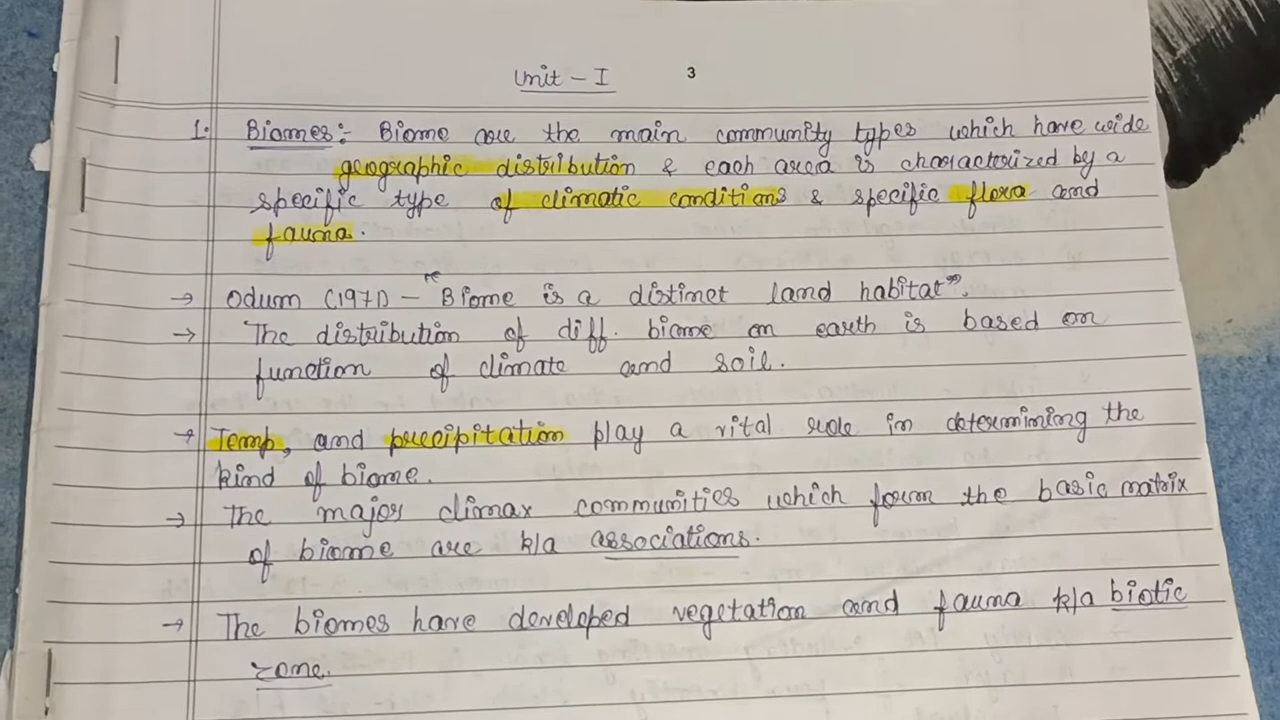 Unit - I
3
1. Biomes:- Biome are the main community types which have wide
geographic distribution & each area is characterized by a
specific type of climatic conditions & specific flora and
fauna.
→ Odum (1971) - "Biome is a distinct land habitat".
→ The distribution of diff. biome on earth is based on
function of climate and soil.
→ Temp, and precipitation play a vital role in determining the
kind of biome.
→ The major climax communities which form the basic matrix
of biome are k/a associations.
→ The biomes have developed vegetation and fauna k/a biotic
zone.